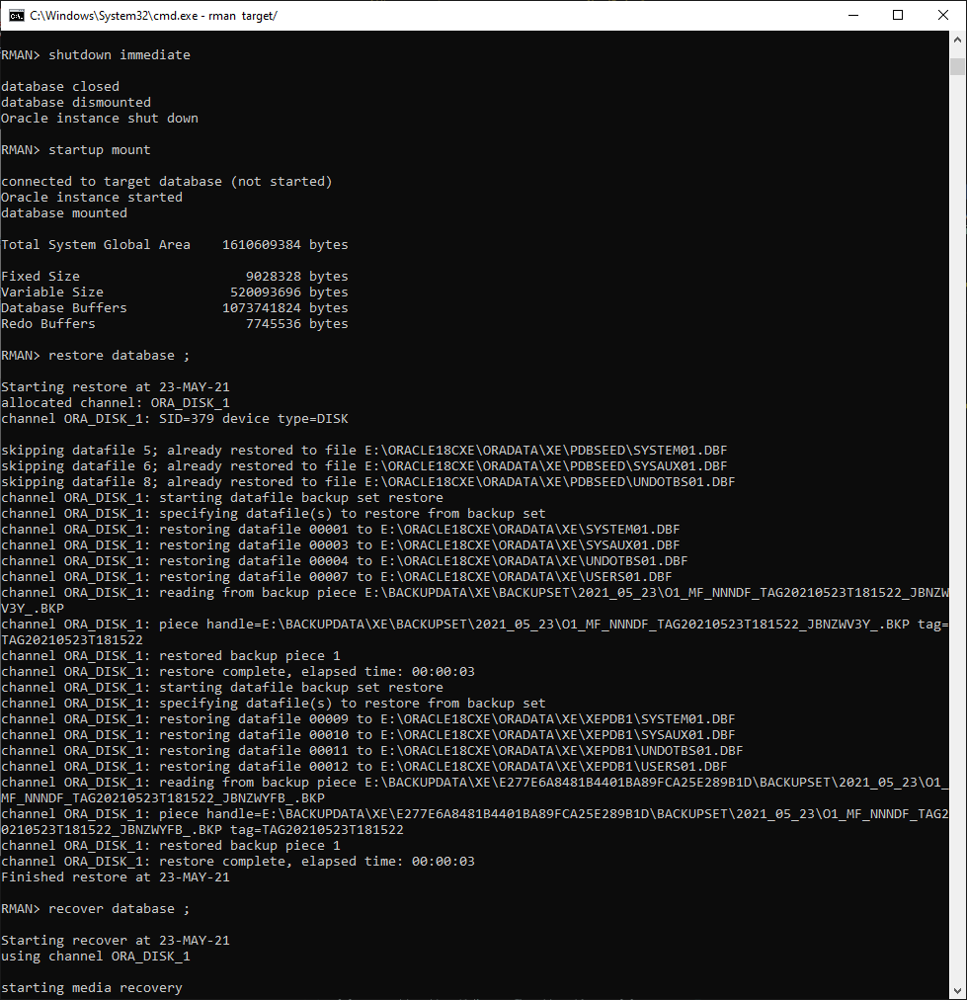 C:\Windows\System32\cmd.exe - rman target/
RMAN> shutdown immediate
database closed
database dismounted
Oracle instance shut down
RMAN> startup mount
connected to target database (not started)
Oracle instance started
database mounted
Total System Global Area    1610609384 bytes
Fixed Size                     9028328 bytes
Variable Size                520093696 bytes
Database Buffers            1073741824 bytes
Redo Buffers                   7745536 bytes
RMAN> restore database ;
Starting restore at 23-MAY-21
allocated channel: ORA_DISK_1
channel ORA_DISK_1: SID=379 device type=DISK
skipping datafile 5; already restored to file E:\ORACLE18CXE\ORADATA\XE\PDBSEED\SYSTEM01.DBF
skipping datafile 6; already restored to file E:\ORACLE18CXE\ORADATA\XE\PDBSEED\SYSAUX01.DBF
skipping datafile 8; already restored to file E:\ORACLE18CXE\ORADATA\XE\PDBSEED\UNDOTBS01.DBF
channel ORA_DISK_1: starting datafile backup set restore
channel ORA_DISK_1: specifying datafile(s) to restore from backup set
channel ORA_DISK_1: restoring datafile 00001 to E:\ORACLE18CXE\ORADATA\XE\SYSTEM01.DBF
channel ORA_DISK_1: restoring datafile 00003 to E:\ORACLE18CXE\ORADATA\XE\SYSAUX01.DBF
channel ORA_DISK_1: restoring datafile 00004 to E:\ORACLE18CXE\ORADATA\XE\UNDOTBS01.DBF
channel ORA_DISK_1: restoring datafile 00007 to E:\ORACLE18CXE\ORADATA\XE\USERS01.DBF
channel ORA_DISK_1: reading from backup piece E:\BACKUPDATA\XE\BACKUPSET\2021_05_23\O1_MF_NNNDF_TAG20210523T181522_JBNZW
V3Y_.BKP
channel ORA_DISK_1: piece handle=E:\BACKUPDATA\XE\BACKUPSET\2021_05_23\O1_MF_NNNDF_TAG20210523T181522_JBNZWV3Y_.BKP tag=
TAG20210523T181522
channel ORA_DISK_1: restored backup piece 1
channel ORA_DISK_1: restore complete, elapsed time: 00:00:03
channel ORA_DISK_1: starting datafile backup set restore
channel ORA_DISK_1: specifying datafile(s) to restore from backup set
channel ORA_DISK_1: restoring datafile 00009 to E:\ORACLE18CXE\ORADATA\XE\XEPDB1\SYSTEM01.DBF
channel ORA_DISK_1: restoring datafile 00010 to E:\ORACLE18CXE\ORADATA\XE\XEPDB1\SYSAUX01.DBF
channel ORA_DISK_1: restoring datafile 00011 to E:\ORACLE18CXE\ORADATA\XE\XEPDB1\UNDOTBS01.DBF
channel ORA_DISK_1: restoring datafile 00012 to E:\ORACLE18CXE\ORADATA\XE\XEPDB1\USERS01.DBF
channel ORA_DISK_1: reading from backup piece E:\BACKUPDATA\XE\E277E6A8481B4401BA89FCA25E289B1D\BACKUPSET\2021_05_23\O1_
MF_NNNDF_TAG20210523T181522_JBNZWYFB_.BKP
channel ORA_DISK_1: piece handle=E:\BACKUPDATA\XE\E277E6A8481B4401BA89FCA25E289B1D\BACKUPSET\2021_05_23\O1_MF_NNNDF_TAG2
0210523T181522_JBNZWYFB_.BKP tag=TAG20210523T181522
channel ORA_DISK_1: restored backup piece 1
channel ORA_DISK_1: restore complete, elapsed time: 00:00:03
Finished restore at 23-MAY-21
RMAN> recover database ;
Starting recover at 23-MAY-21
using channel ORA_DISK_1
starting media recovery